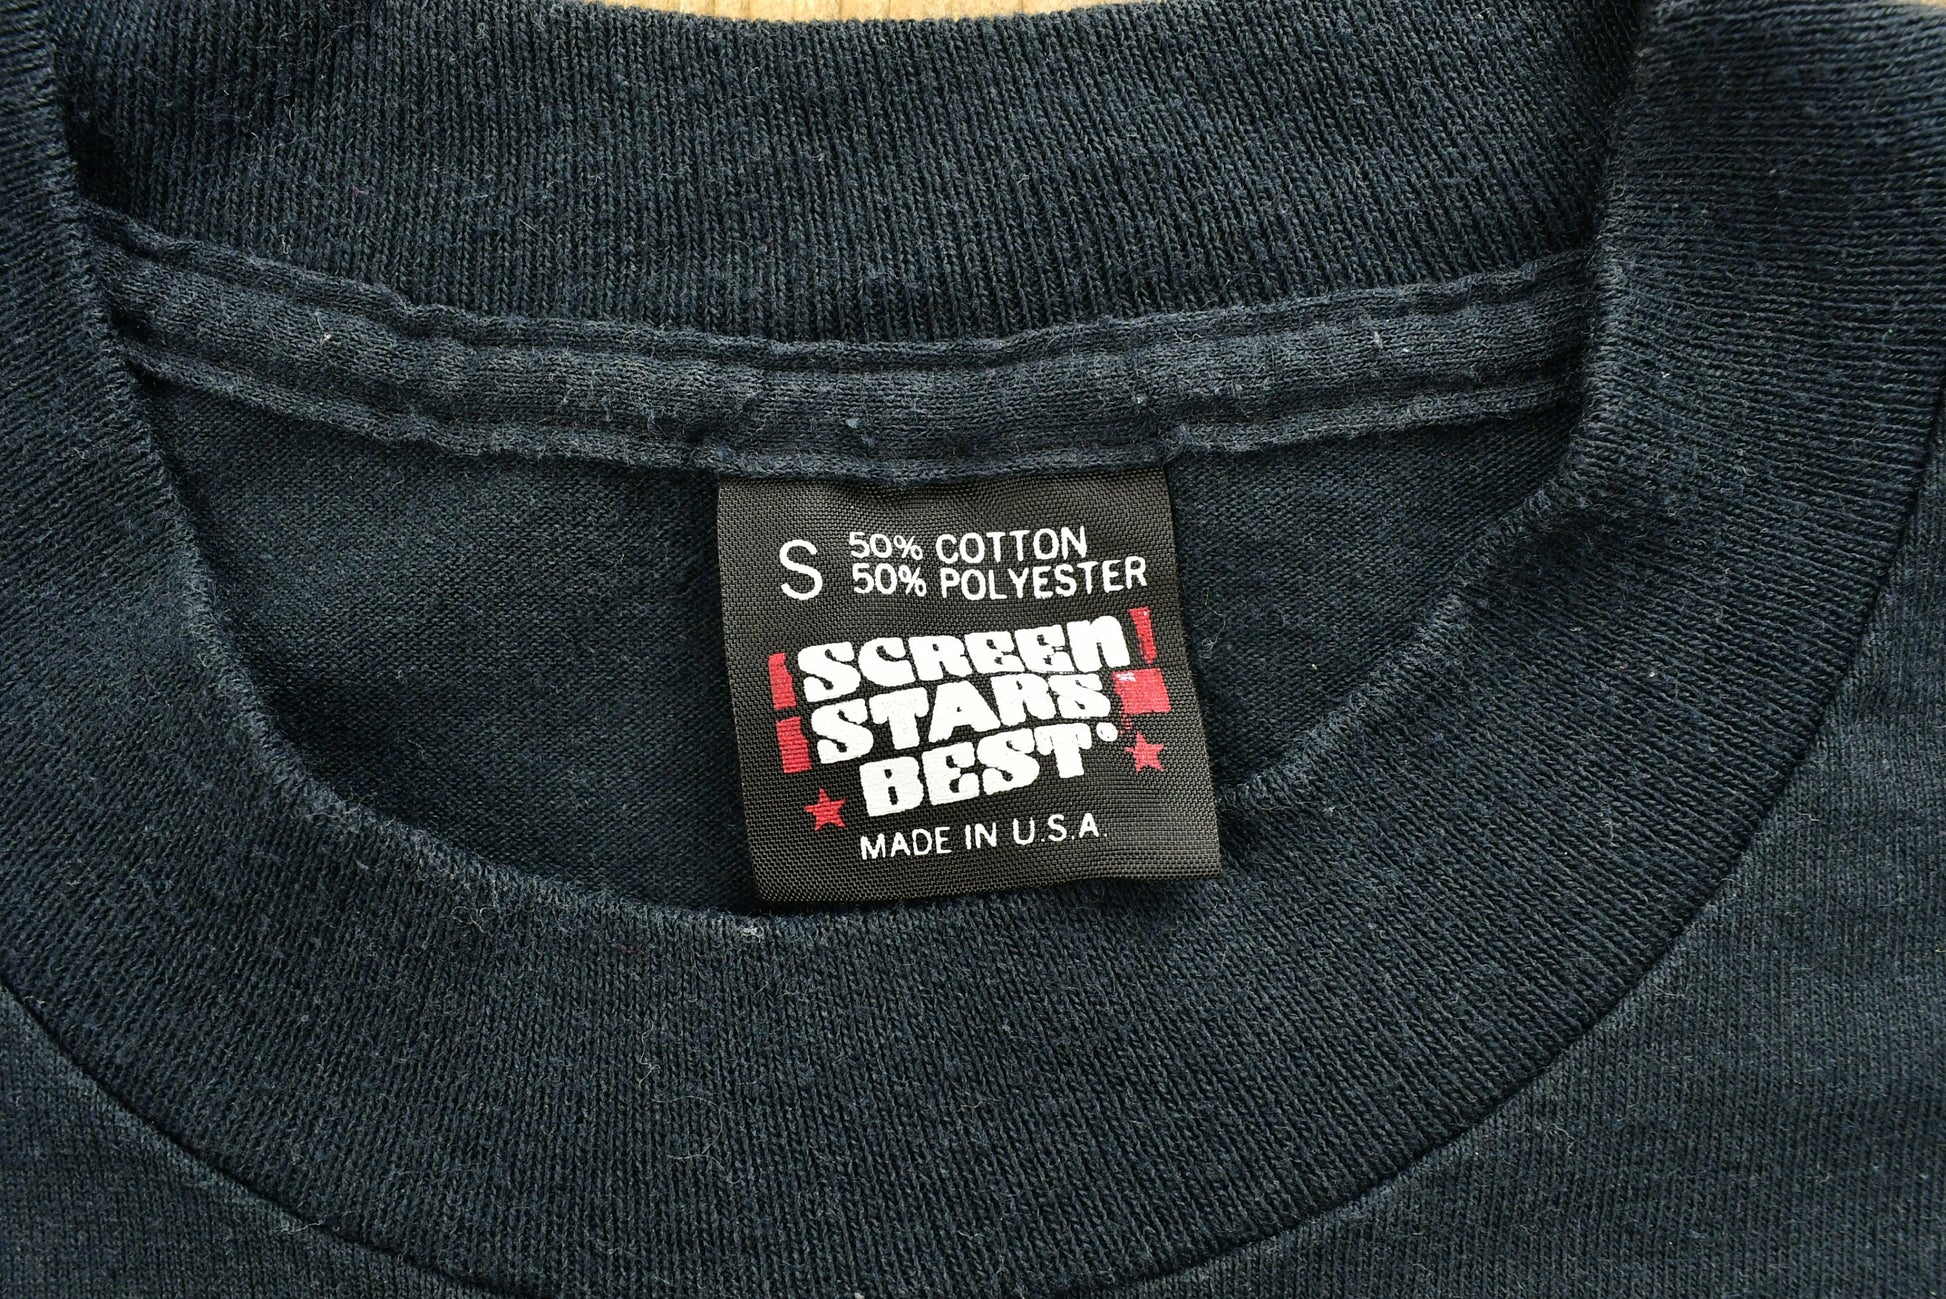 S 50% COTTON
50% POLYESTER
SCREEN
STARS
BEST
MADE IN U.S.A.